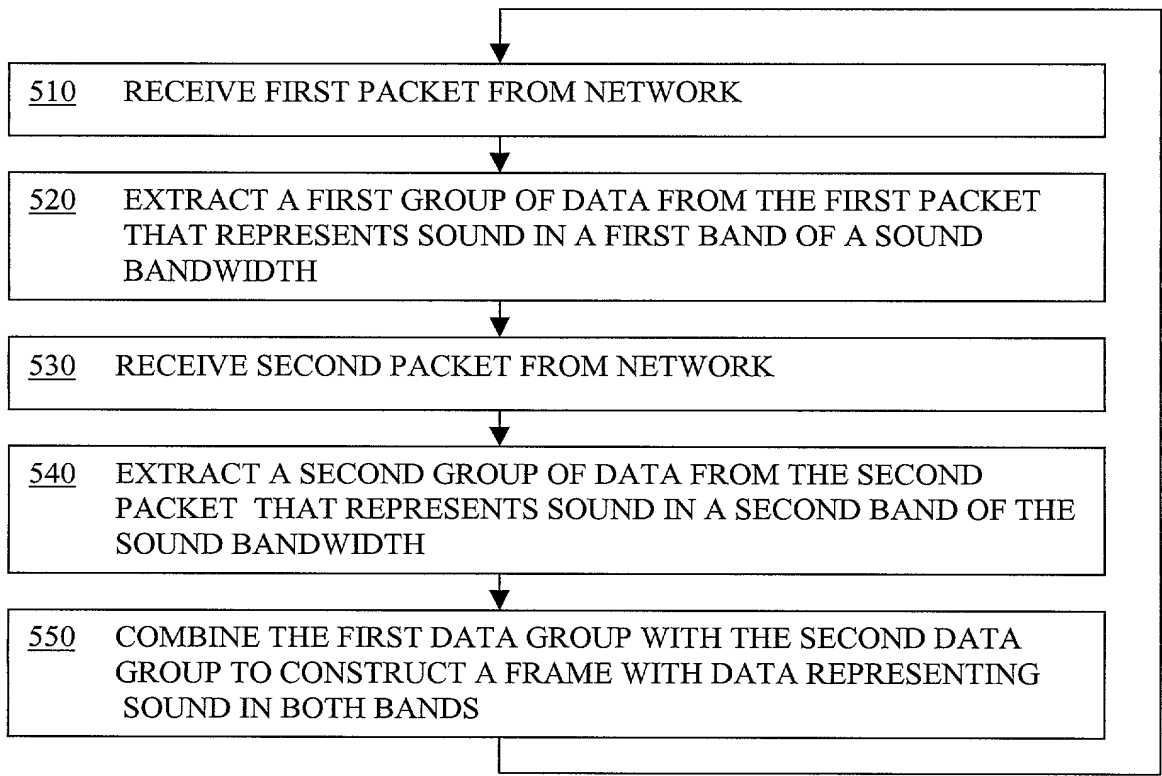 510 RECEIVE FIRST PACKET FROM NETWORK
520 EXTRACT A FIRST GROUP OF DATA FROM THE FIRST PACKET
THAT REPRESENTS SOUND IN A FIRST BAND OF A SOUND
BANDWIDTH
530 RECEIVE SECOND PACKET FROM NETWORK
540 EXTRACT A SECOND GROUP OF DATA FROM THE SECOND
PACKET THAT REPRESENTS SOUND IN A SECOND BAND OF THE
SOUND BANDWIDTH
550 COMBINE THE FIRST DATA GROUP WITH THE SECOND DATA
GROUP TO CONSTRUCT A FRAME WITH DATA REPRESENTING
SOUND IN BOTH BANDS